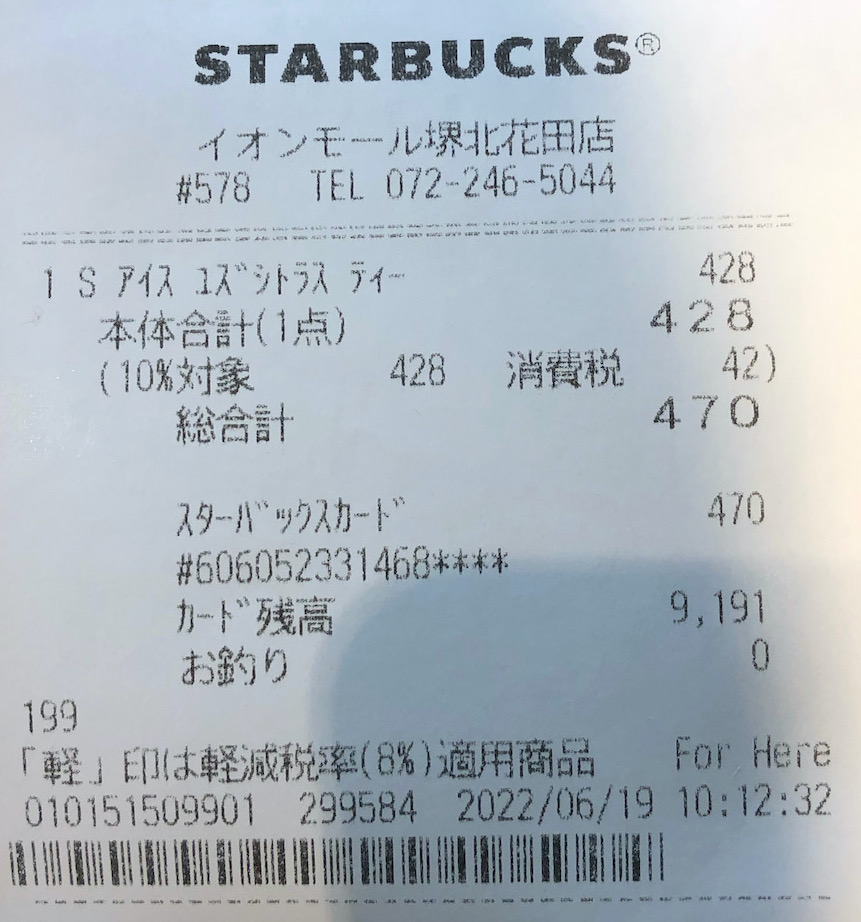 STARBUCKS®
イオンモール堺北花田店
#578 TEL 072-246-5044
1 S アイス ユズシトラス ティー 428
本体合計(1点) 428
(10%対象 428 消費税 42)
総合計 470
スターバックスカード 470
#606052331468****
カード残高 9,191
お釣り 0
199
「軽」印は軽減税率(8%)適用商品 For Here
010151509901 299584 2022/06/19 10:12:32